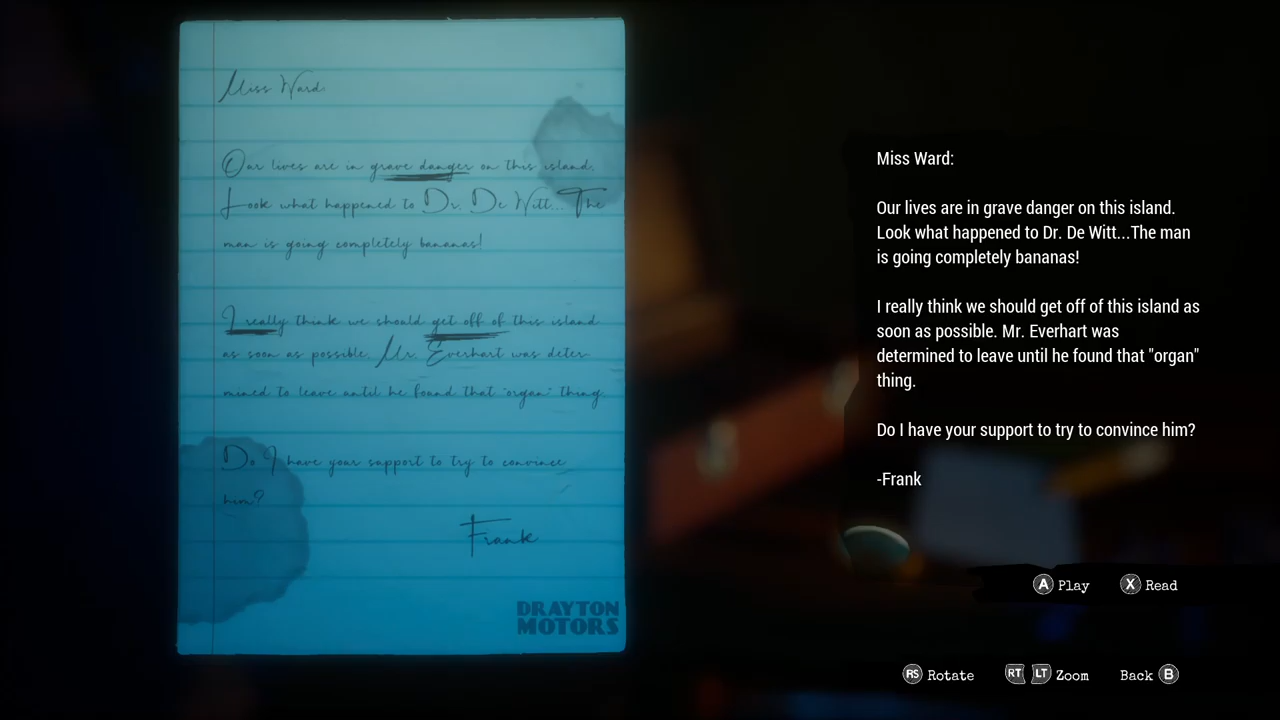 Miss Ward:
Our lives are in grave danger on this island.
Look what happened to Dr. De Witt... The
man is going completely bananas!
I really think we should get off of this island
as soon as possible. Mr. Everhart was deter-
mined to leave until he found that "organ" thing.
Do I have your support to try to convince
him?
Frank
DRAYTON
MOTORS
Miss Ward:
Our lives are in grave danger on this island.
Look what happened to Dr. De Witt...The man
is going completely bananas!
I really think we should get off of this island as
soon as possible. Mr. Everhart was
determined to leave until he found that "organ"
thing.
Do I have your support to try to convince him?
-Frank
A Play X Read
RS Rotate RT LT Zoom Back B